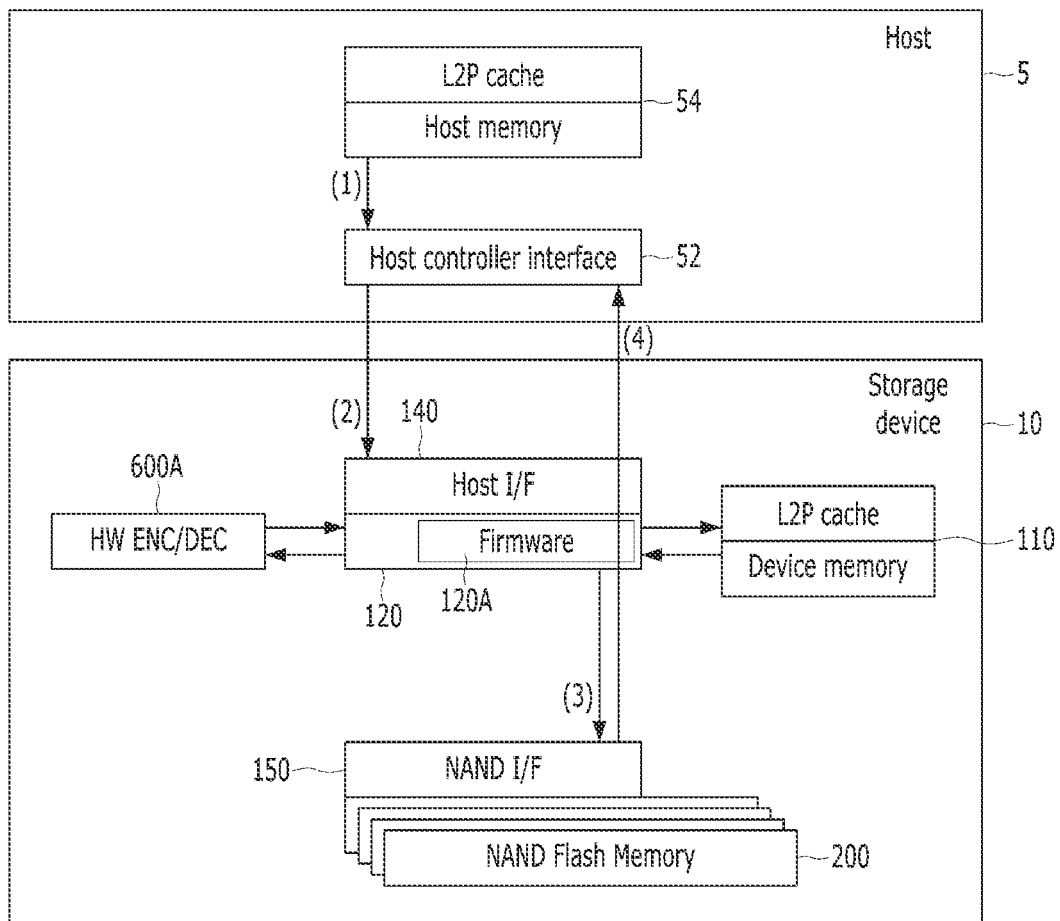 Host
5
L2P cache
54
Host memory
(1)
Host controller interface
52
(4)
Storage
device
10
(2)
140
600A
Host I/F
L2P cache
HW ENC/DEC
Firmware
110
Device memory
120
120A
(3)
150
NAND I/F
NAND Flash Memory
200